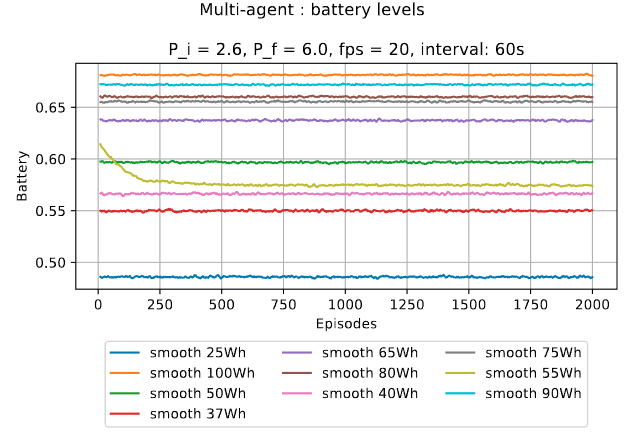 Multi-agent : battery levels
P_i = 2.6, P_f = 6.0, fps = 20, interval: 60s
0.65
0.60
0.55
0.50
Battery
0 250 500 750 1000 1250 1500 1750 2000
Episodes
smooth 25Wh smooth 65Wh smooth 75Wh
smooth 100Wh smooth 80Wh smooth 55Wh
smooth 50Wh smooth 40Wh smooth 90Wh
smooth 37Wh